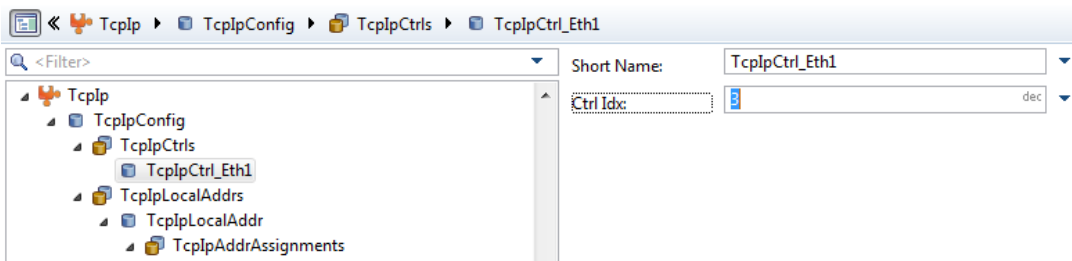 TcpIp TcpIpConfig TcpIpCtrls TcpIpCtrl_Eth1
<Filter>
Short Name: TcpIpCtrl_Eth1
Ctrl Idx: 3 dec
TcpIp
TcpIpConfig
TcpIpCtrls
TcpIpCtrl_Eth1
TcpIpLocalAddrs
TcpIpLocalAddr
TcpIpAddrAssignments